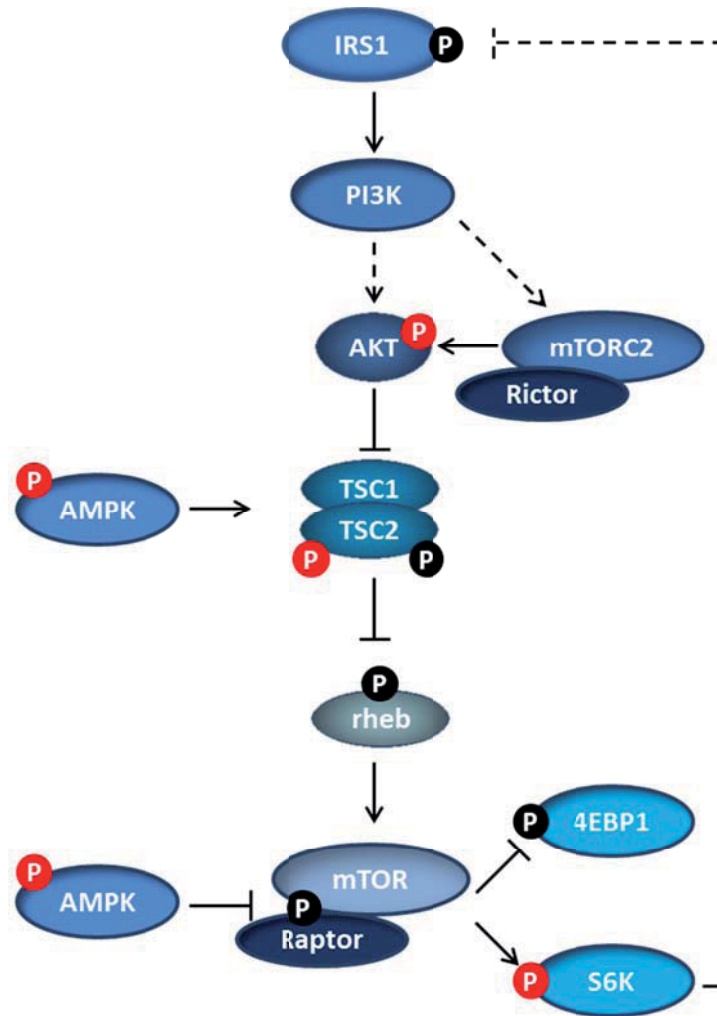 IRS1 P
PI3K
AKT P
mTORC2
Rictor
P
AMPK
TSC1
TSC2
P P
P
rheb
P 4EBP1
P
AMPK
mTOR
P
Raptor
P S6K